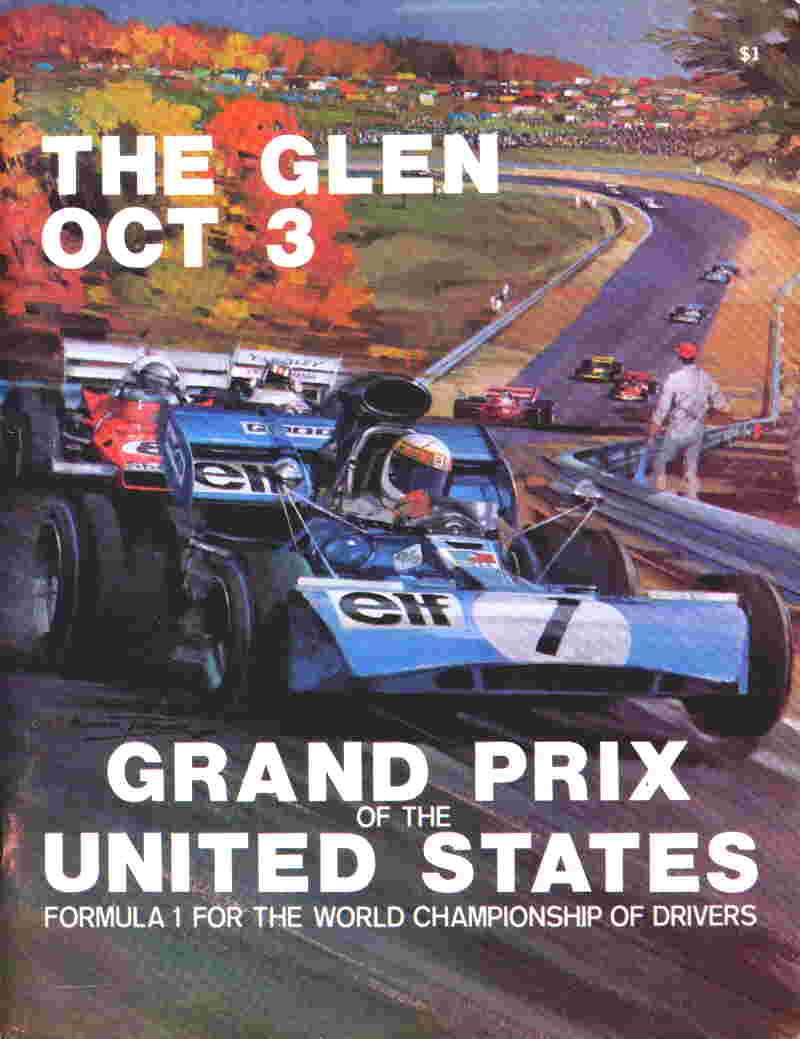 $1
THE GLEN
OCT 3
elf
elf
1
GRAND PRIX
OF THE
UNITED STATES
FORMULA 1 FOR THE WORLD CHAMPIONSHIP OF DRIVERS